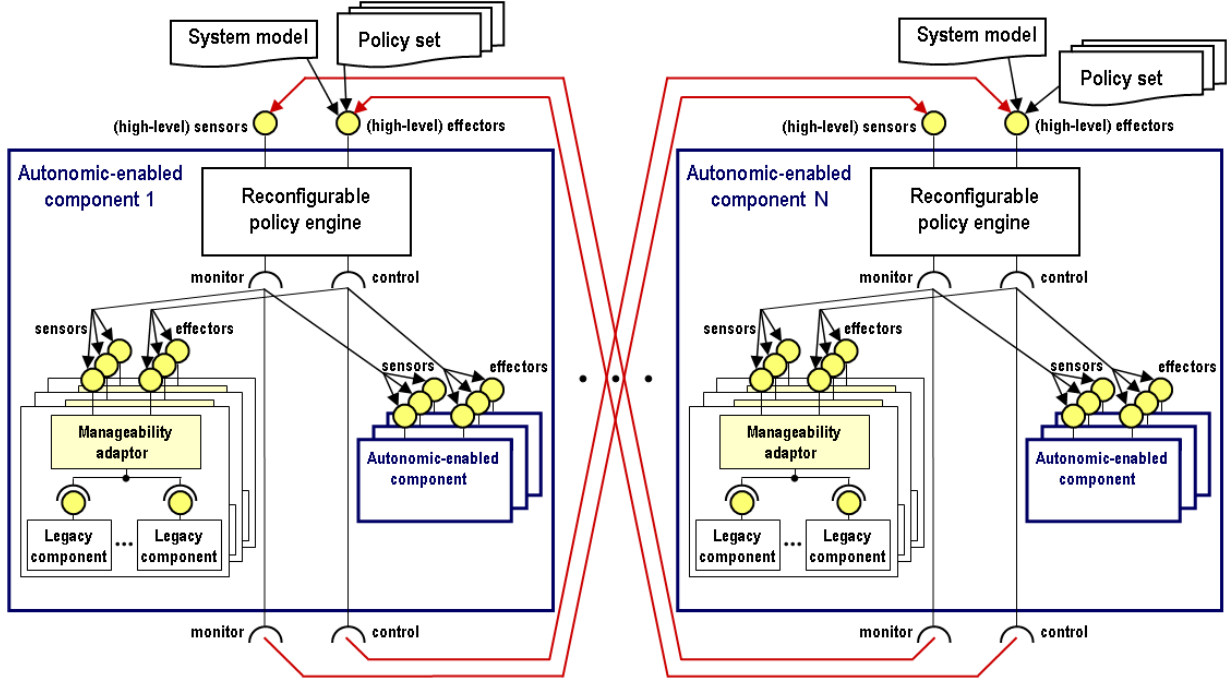 System model
Policy set
System model
Policy set
(high-level) sensors
(high-level) effectors
(high-level) sensors
(high-level) effectors
Autonomic-enabled
component 1
Reconfigurable
policy engine
Autonomic-enabled
component N
Reconfigurable
policy engine
monitor
control
monitor
control
sensors
effectors
sensors
effectors
sensors
effectors
sensors
effectors
Manageability
adaptor
Autonomic-enabled
component
Manageability
adaptor
Autonomic-enabled
component
Legacy
component
...
Legacy
component
Legacy
component
...
Legacy
component
monitor
control
monitor
control